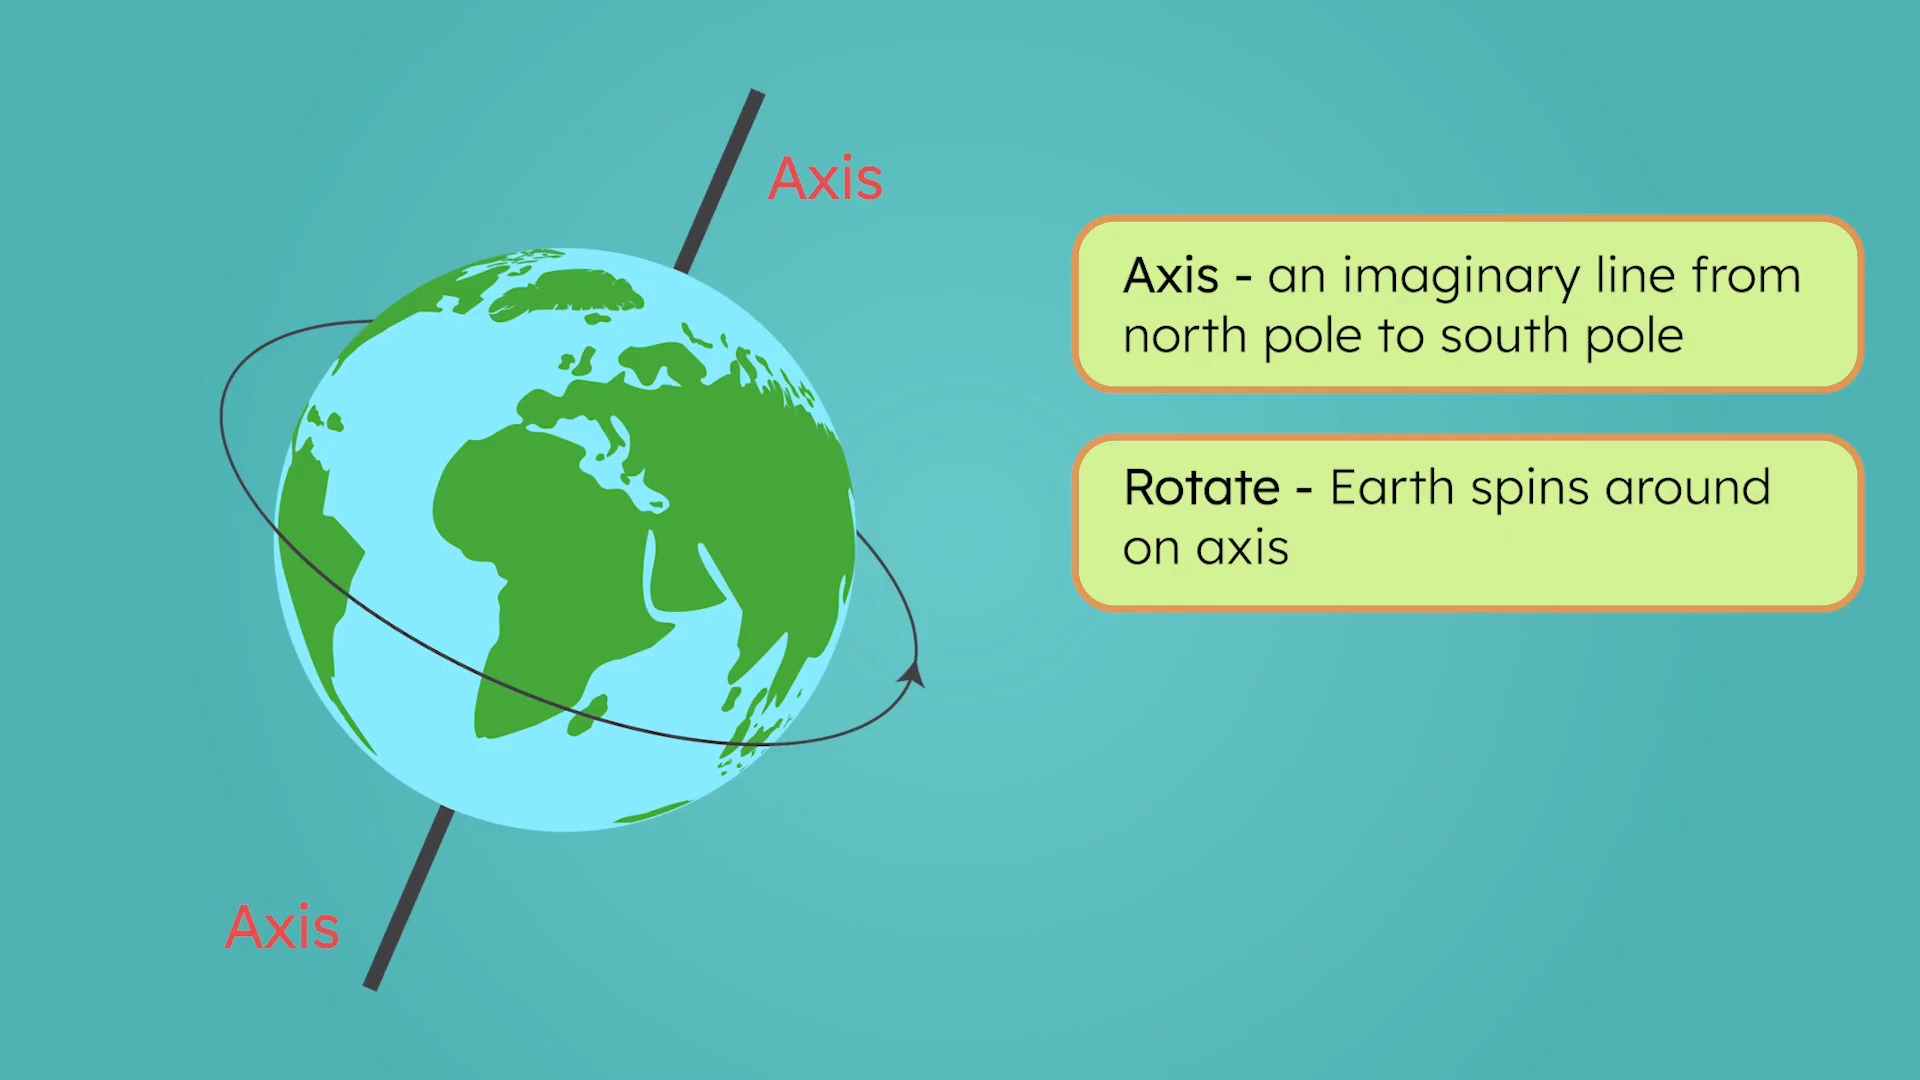 Axis
Axis - an imaginary line from
north pole to south pole
Rotate - Earth spins around
on axis
Axis